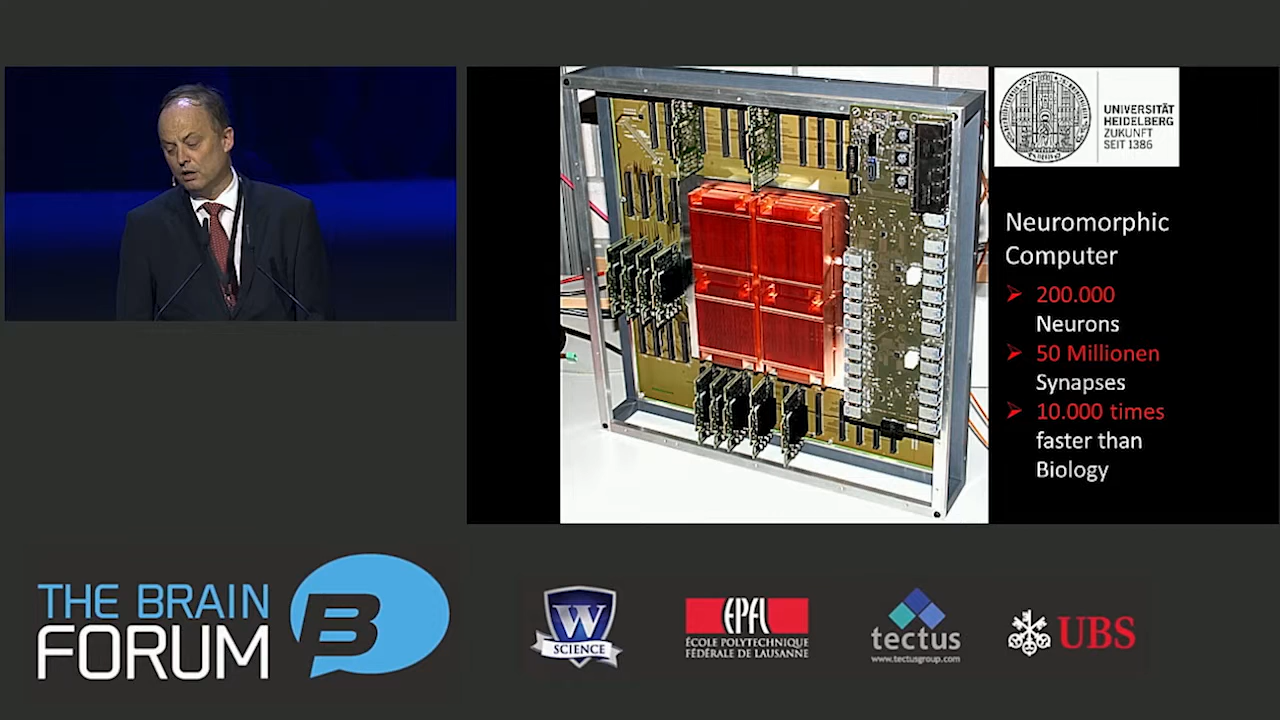 UNIVERSITÄT
HEIDELBERG
ZUKUNFT
SEIT 1386
Neuromorphic
Computer
200.000
Neurons
50 Millionen
Synapses
10.000 times
faster than
Biology
THE BRAIN
FORUM
B
W
SCIENCE
EPFL
ÉCOLE POLYTECHNIQUE
FÉDÉRALE DE LAUSANNE
tectus
www.tectusgroup.com
UBS